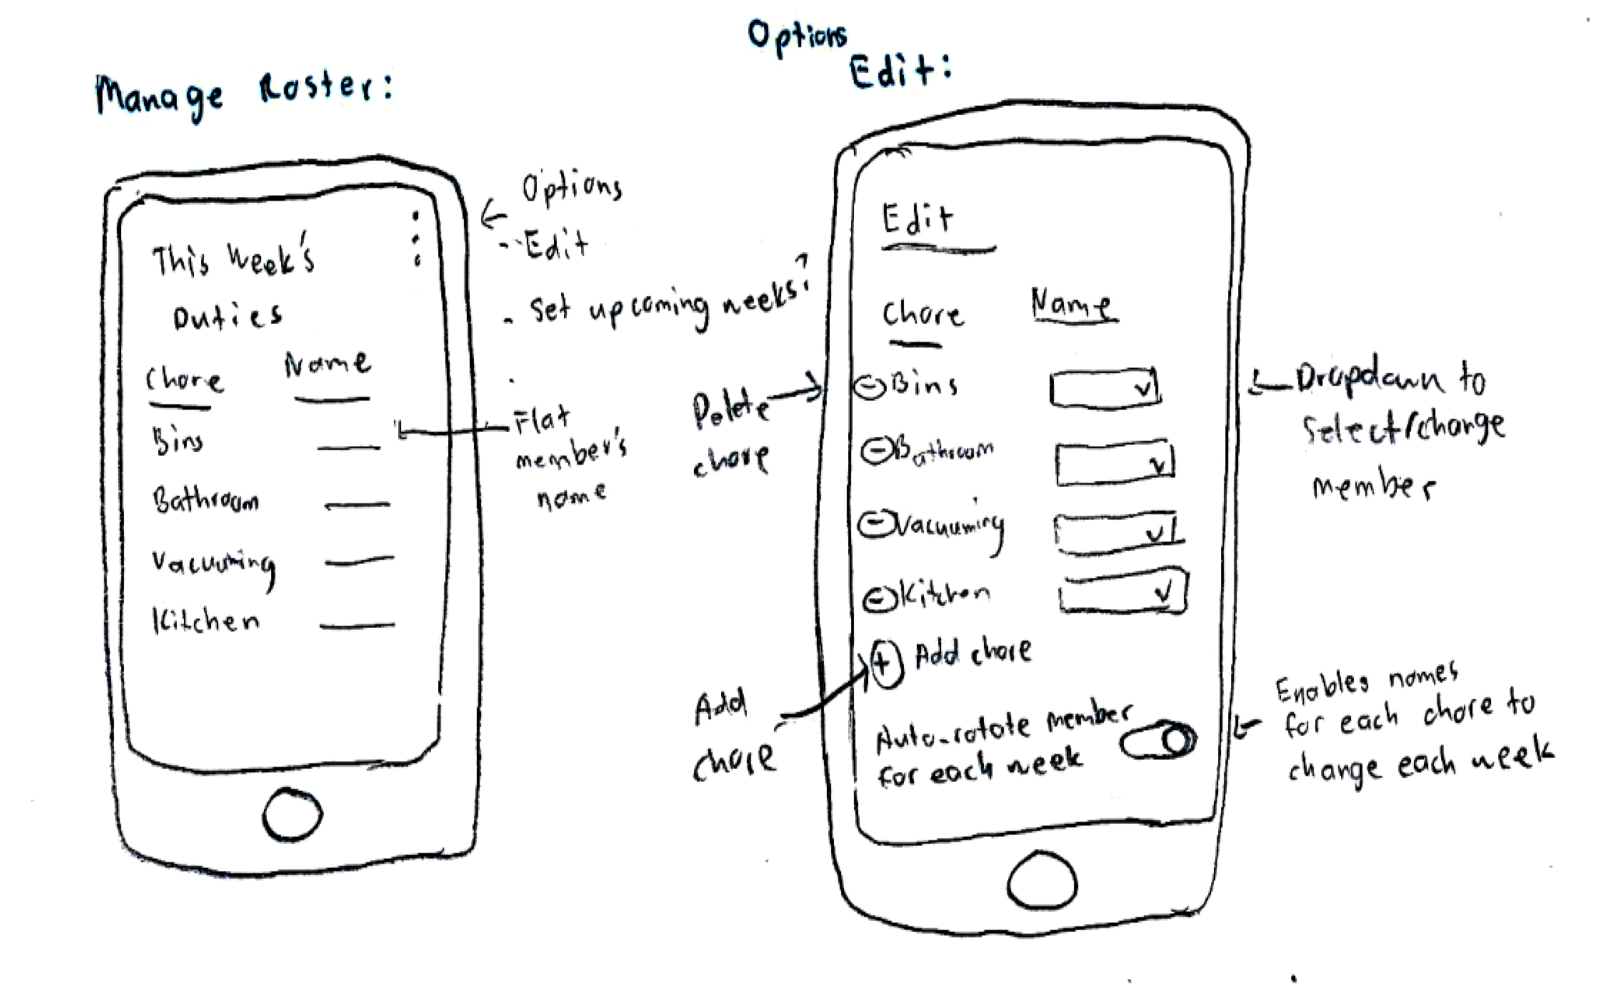 Manage Roster:
This Week's
Duties
Chore Name
Bins
Bathroom
Vacuuming
Kitchen
Options
- Edit
- Set upcoming weeks?
Flat
member's
name
Options
Edit:
Edit
Chore Name
Bins
Bathroom
Vacuuming
Kitchen
+ Add chore
Auto-rotate member
for each week
Delete
chore
Add
chore
Dropdown to
Select/change
member
Enables names
for each chore to
change each week